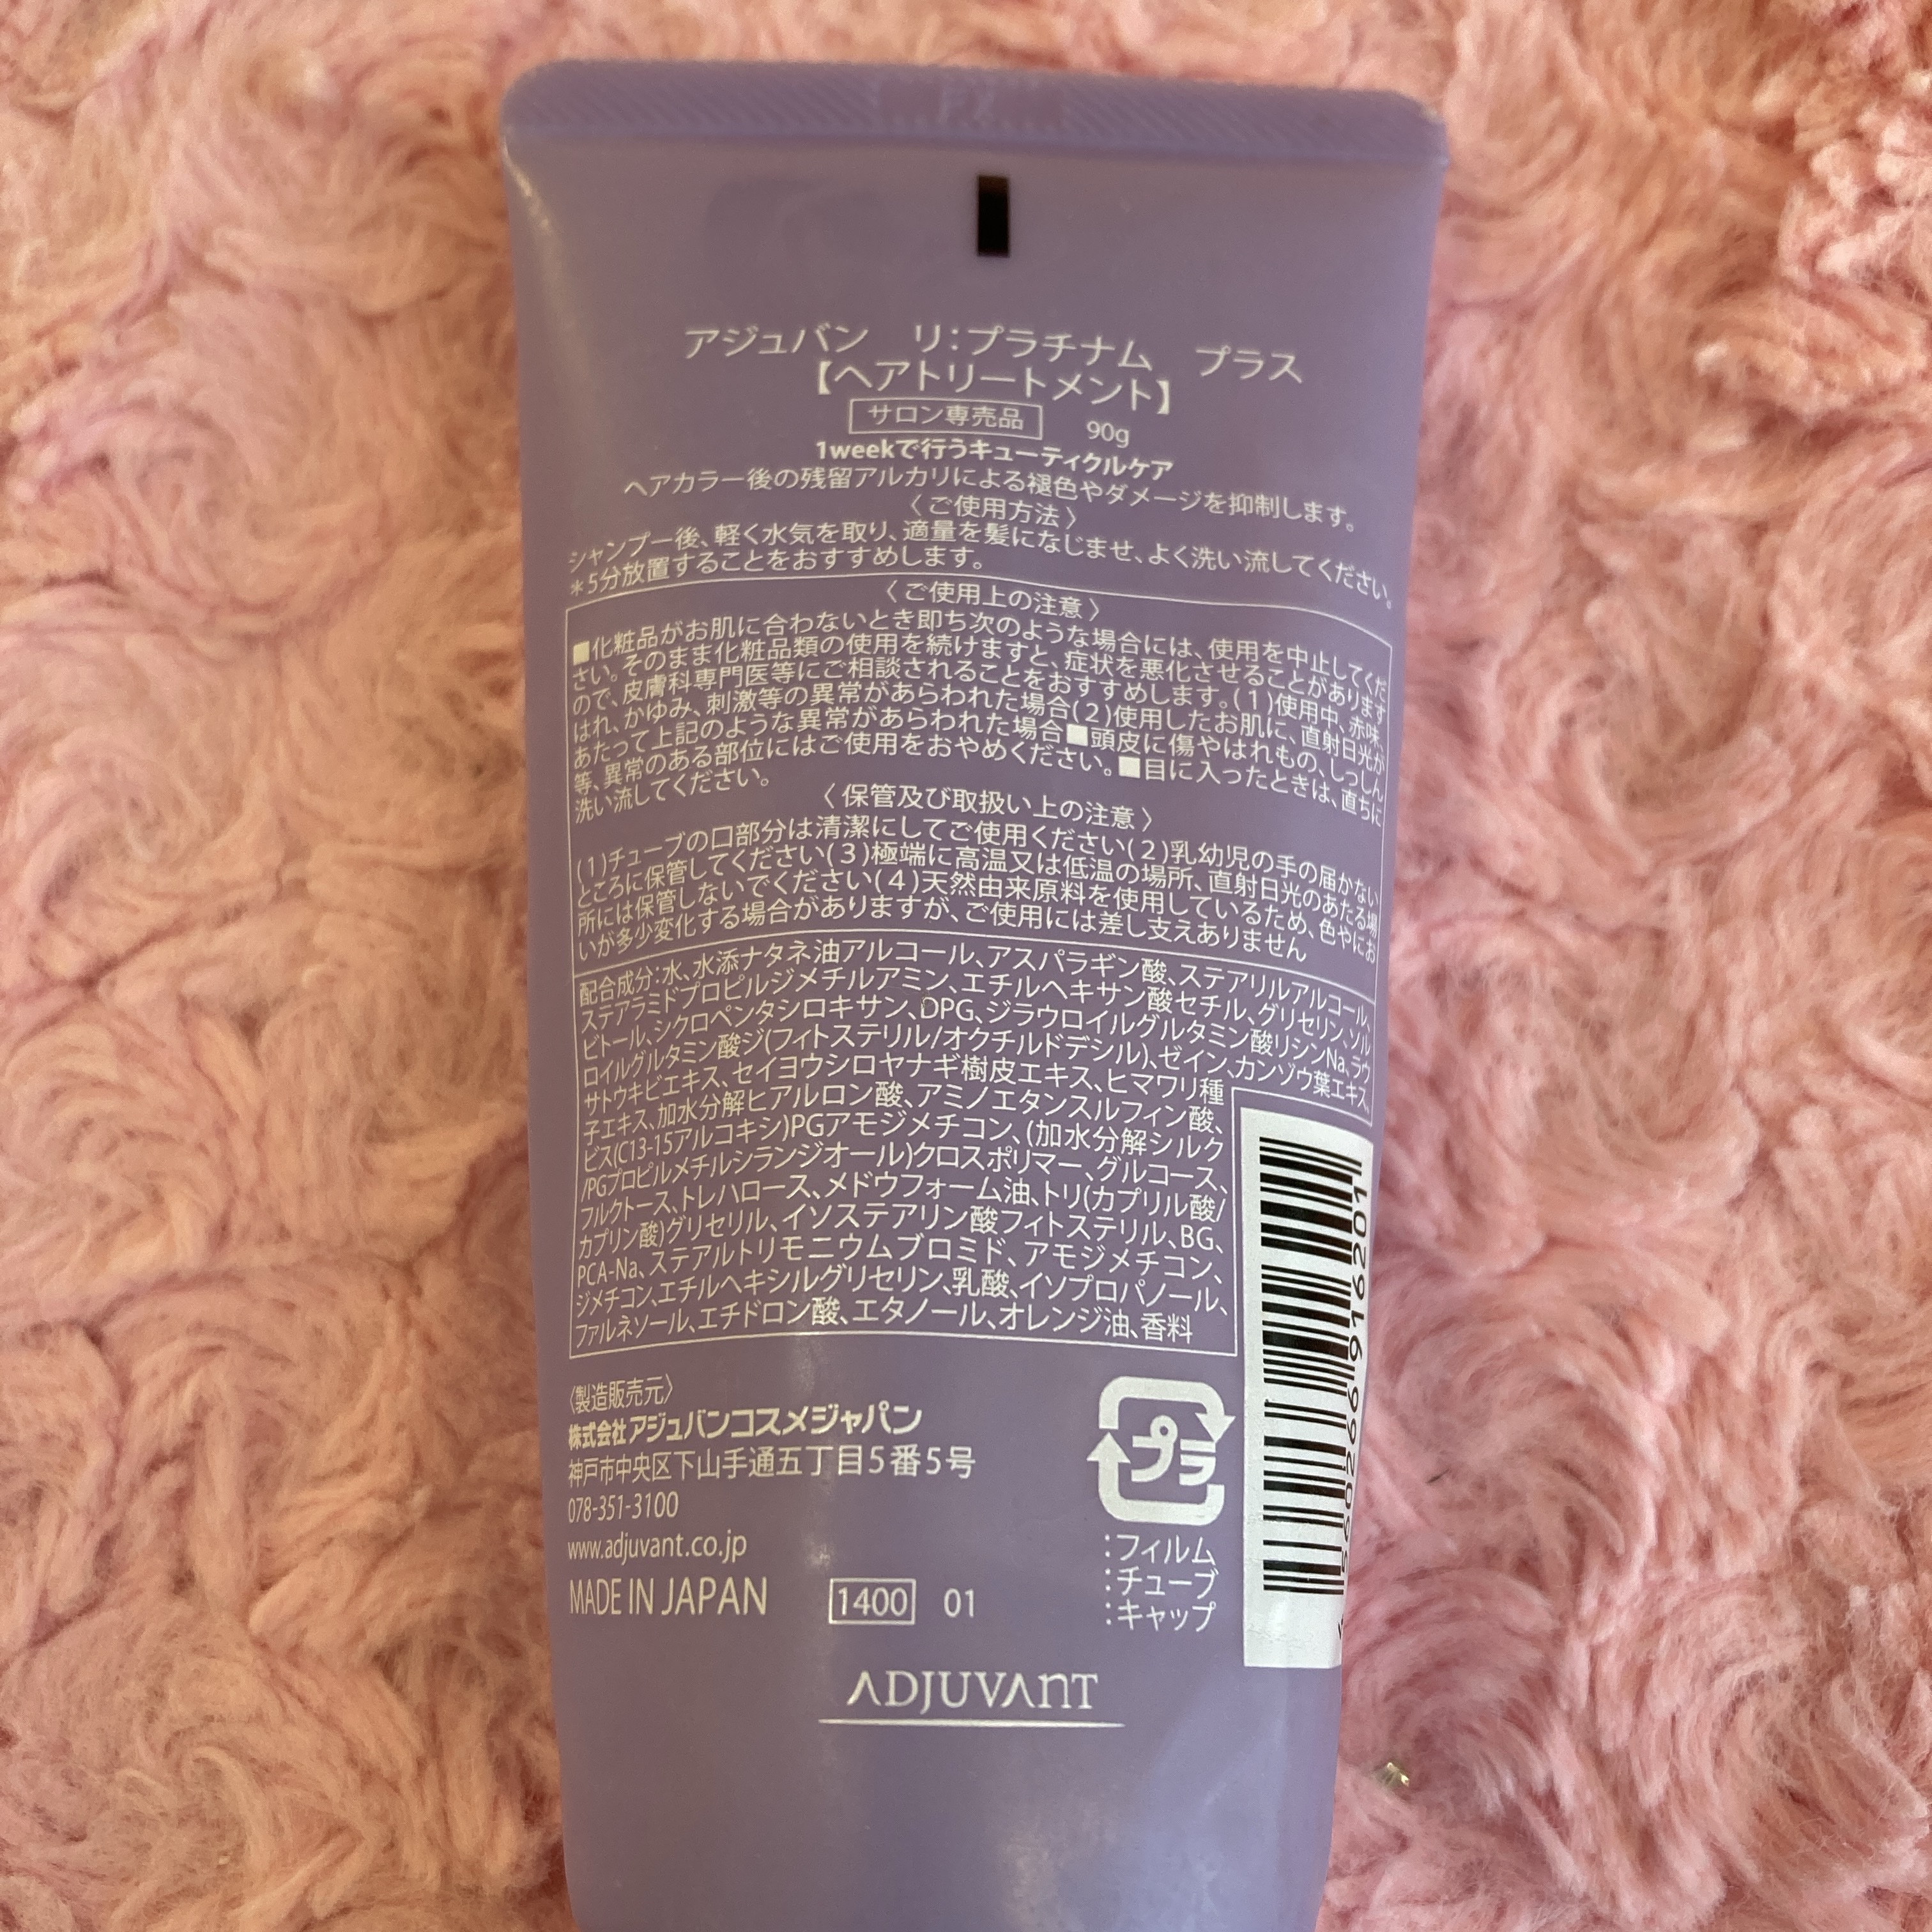 アジュバン リ:プラチナム プラス
【ヘアトリートメント】
サロン専売品 90g
1weekで行うキューティクルケア
ヘアカラー後の残留アルカリによる褪色やダメージを抑制します。
〈ご使用方法〉
シャンプー後、軽く水気を取り、適量を髪になじませ、よく洗い流してください。
＊5分放置することをおすすめします。
〈ご使用上の注意〉
■化粧品がお肌に合わないとき即ち次のような場合には、使用を中止してくだ
さい。そのまま化粧品類の使用を続けますと、症状を悪化させることがあります
ので、皮膚科専門医等にご相談されることをおすすめします。(1)使用中、赤味、
はれ、かゆみ、刺激等の異常があらわれた場合(2)使用したお肌に、直射日光が
あたって上記のような異常があらわれた場合■頭皮に傷やはれもの、しっしん
等、異常のある部位にはご使用をおやめください。■目に入ったときは、直ちに
洗い流してください。
〈保管及び取扱い上の注意〉
(1)チューブの口部分は清潔にしてご使用ください(2)乳幼児の手の届かない
ところに保管してください(3)極端に高温又は低温の場所、直射日光のあたる場
所には保管しないでください(4)天然由来原料を使用しているため、色やにお
いが多少変化する場合がありますが、ご使用には差し支えありません
配合成分:水、水添ナタネ油アルコール、アスパラギン酸、ステアリルアルコール、
ステアラミドプロピルジメチルアミン、エチルヘキサン酸セチル、グリセリン、ソル
ビトール、シクロペンタシロキサン、DPG、ジラウロイルグルタミン酸リシンNa、ラウ
ロイルグルタミン酸ジ(フィトステリル/オクチルドデシル)、ゼイン、カンゾウ葉エキス、
サトウキビエキス、セイヨウシロヤナギ樹皮エキス、ヒマワリ種
子エキス、加水分解ヒアルロン酸、アミノエタンスルフィン酸、
ビス(C13-15アルコキシ)PGアモジメチコン、(加水分解シルク
/PGプロピルメチルシランジオール)クロスポリマー、グルコース、
フルクトース、トレハロース、メドウフォーム油、トリ(カプリル酸/
カプリン酸)グリセリル、イソステアリン酸フィトステリル、BG、
PCA-Na、ステアルトリモニウムブロミド、アモジメチコン、
ジメチコン、エチルヘキシルグリセリン、乳酸、イソプロパノール、
ファルネソール、エチドロン酸、エタノール、オレンジ油、香料
〈製造販売元〉
株式会社アジュバンコスメジャパン
神戸市中央区下山手通五丁目5番5号
078-351-3100
www.adjuvant.co.jp
MADE IN JAPAN 1400 01
プラ
:フィルム
:チューブ
:キャップ
ADJUVANT